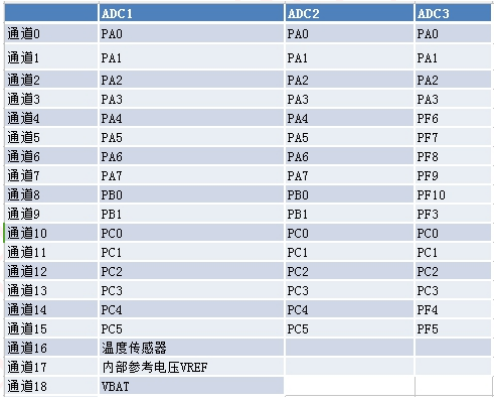 ADC1 ADC2 ADC3
通道0 PA0 PA0 PA0
通道1 PA1 PA1 PA1
通道2 PA2 PA2 PA2
通道3 PA3 PA3 PA3
通道4 PA4 PA4 PF6
通道5 PA5 PA5 PF7
通道6 PA6 PA6 PF8
通道7 PA7 PA7 PF9
通道8 PB0 PB0 PF10
通道9 PB1 PB1 PF3
通道10 PC0 PC0 PC0
通道11 PC1 PC1 PC1
通道12 PC2 PC2 PC2
通道13 PC3 PC3 PC3
通道14 PC4 PC4 PF4
通道15 PC5 PC5 PF5
通道16 温度传感器
通道17 内部参考电压VREF
通道18 VBAT